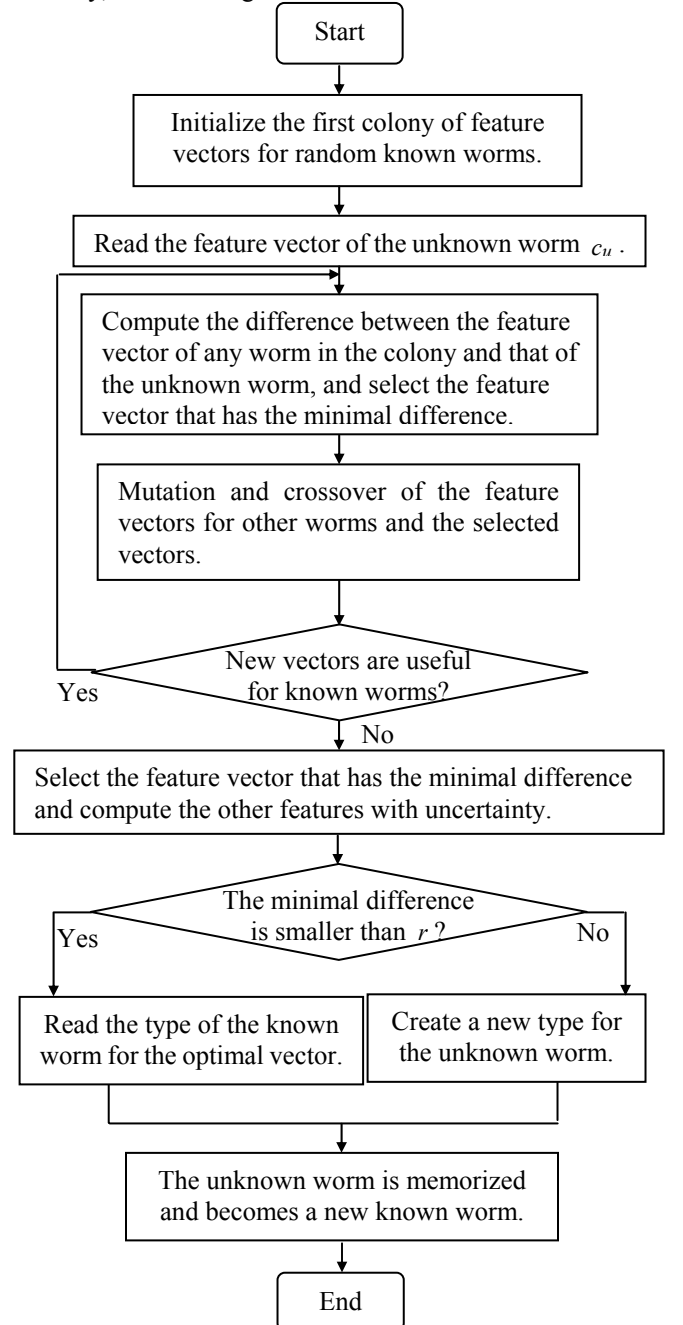 Start
Initialize the first colony of feature
vectors for random known worms.
Read the feature vector of the unknown worm cu .
Compute the difference between the feature
vector of any worm in the colony and that of
the unknown worm, and select the feature
vector that has the minimal difference.
Mutation and crossover of the feature
vectors for other worms and the selected
vectors.
New vectors are useful
for known worms?
Yes
No
Select the feature vector that has the minimal difference
and compute the other features with uncertainty.
The minimal difference
is smaller than r ?
Yes
No
Read the type of the known
worm for the optimal vector.
Create a new type for
the unknown worm.
The unknown worm is memorized
and becomes a new known worm.
End